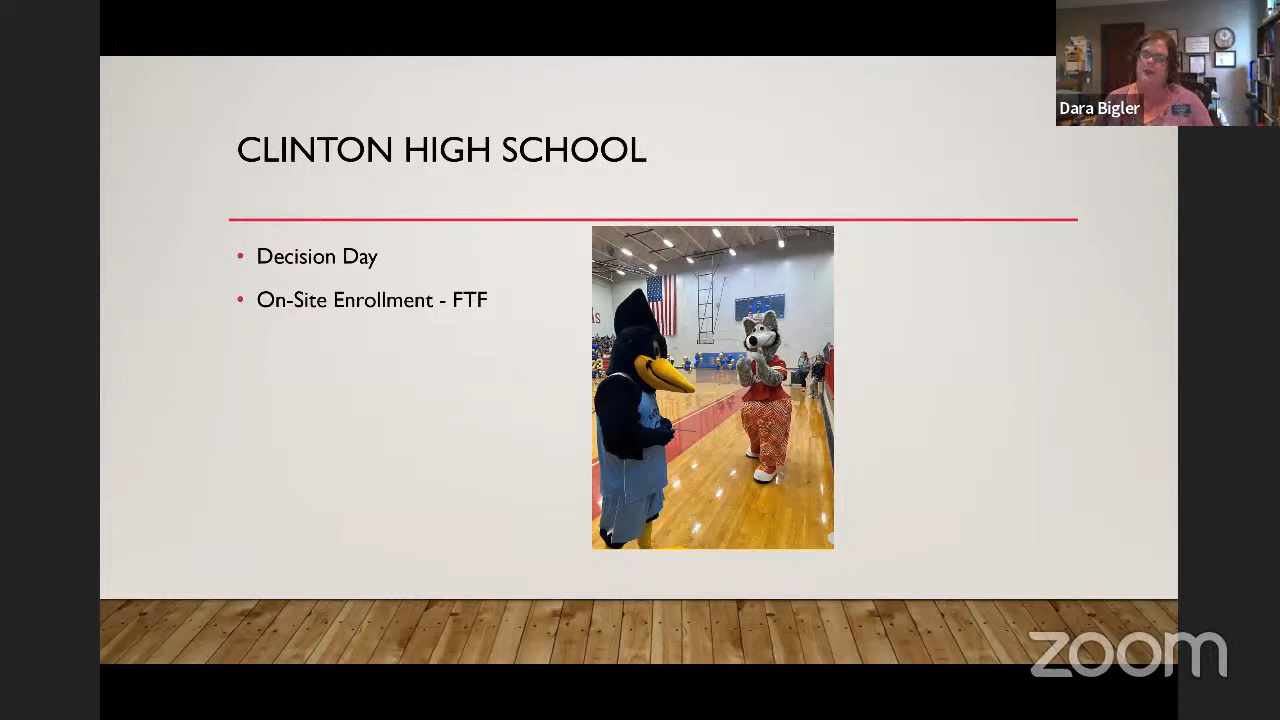 Dara Bigler
CLINTON HIGH SCHOOL
• Decision Day
• On-Site Enrollment - FTF
zoom